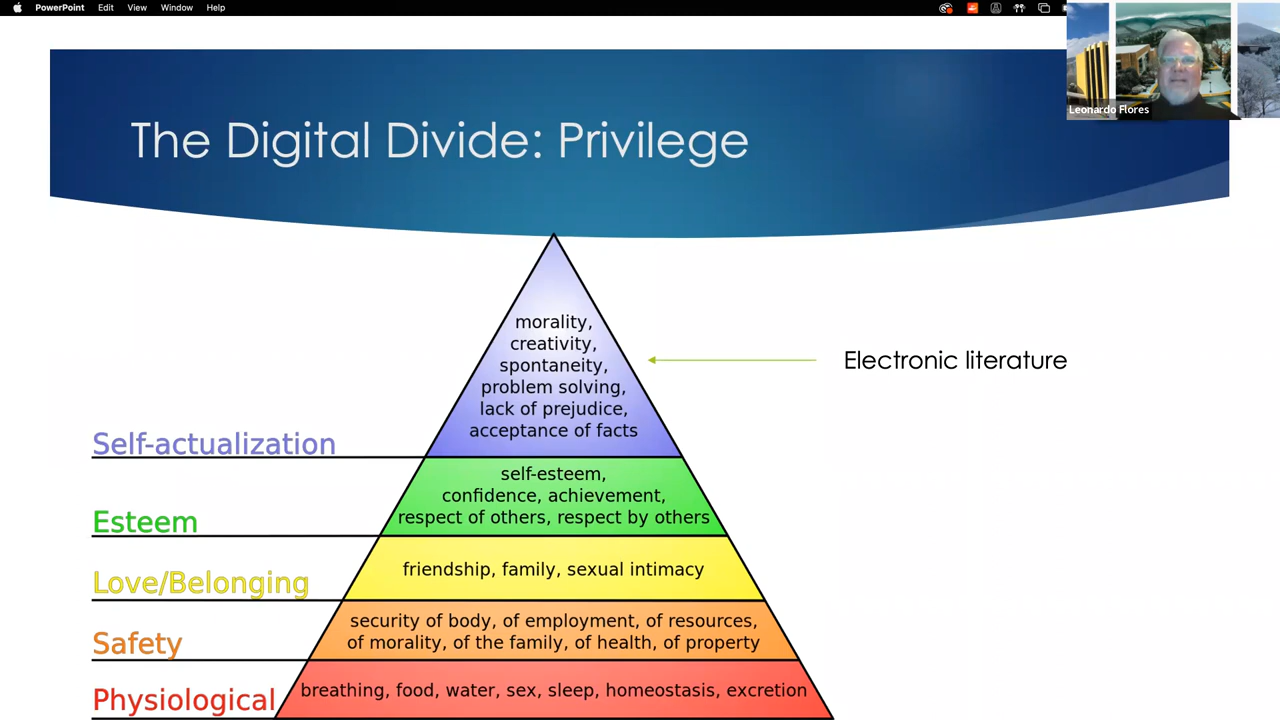 PowerPoint Edit View Window Help
Leonardo Flores
The Digital Divide: Privilege
morality,
creativity,
spontaneity,
problem solving,
lack of prejudice,
acceptance of facts
Electronic literature
Self-actualization
self-esteem,
confidence, achievement,
respect of others, respect by others
Esteem
friendship, family, sexual intimacy
Love/Belonging
security of body, of employment, of resources,
of morality, of the family, of health, of property
Safety
breathing, food, water, sex, sleep, homeostasis, excretion
Physiological